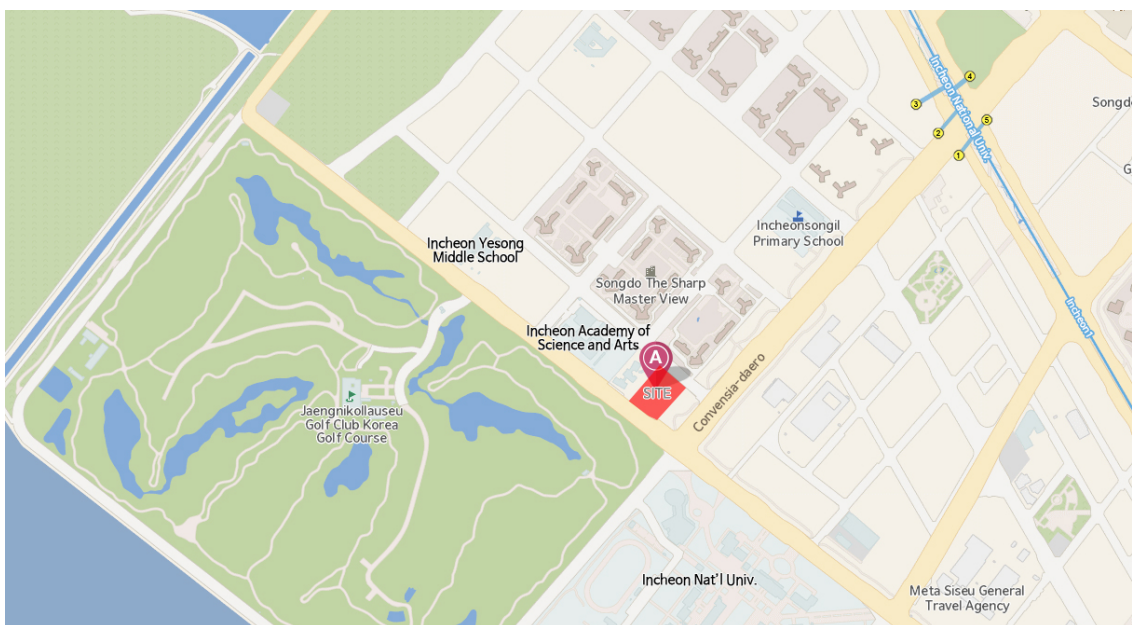 4
3
Incheon National Univ.
5
2
1
Songdo
G
Incheonsongil
Primary School
Incheon Yesong
Middle School
Songdo The Sharp
Master View
Incheon1
Incheon Academy of
Science and Arts
A
SITE
Convensia-daero
Jaengnikollauseu
Golf Club Korea
Golf Course
Incheon Nat'l Univ.
Meta Siseu General
Travel Agency